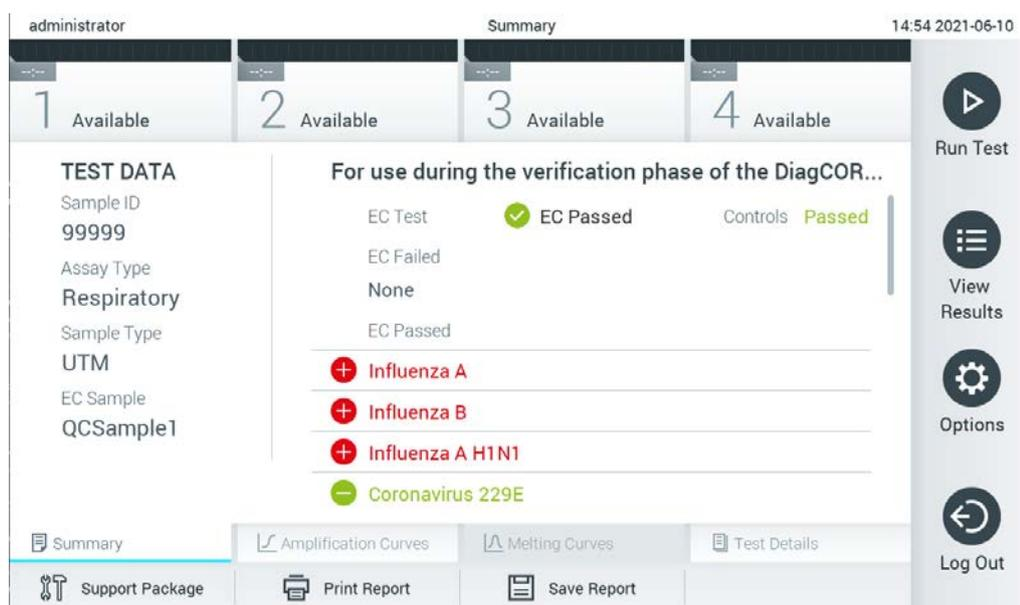 administrator
Summary
14:54 2021-06-10
--:--
--:--
--:--
--:--
1 Available
2 Available
3 Available
4 Available
Run Test
TEST DATA
Sample ID
99999
Assay Type
Respiratory
Sample Type
UTM
EC Sample
QCSample1
For use during the verification phase of the DiagCOR...
EC Test
EC Passed
Controls Passed
EC Failed
None
EC Passed
Influenza A
Influenza B
Influenza A H1N1
Coronavirus 229E
View
Results
Options
Log Out
Summary
Amplification Curves
Melting Curves
Test Details
Support Package
Print Report
Save Report